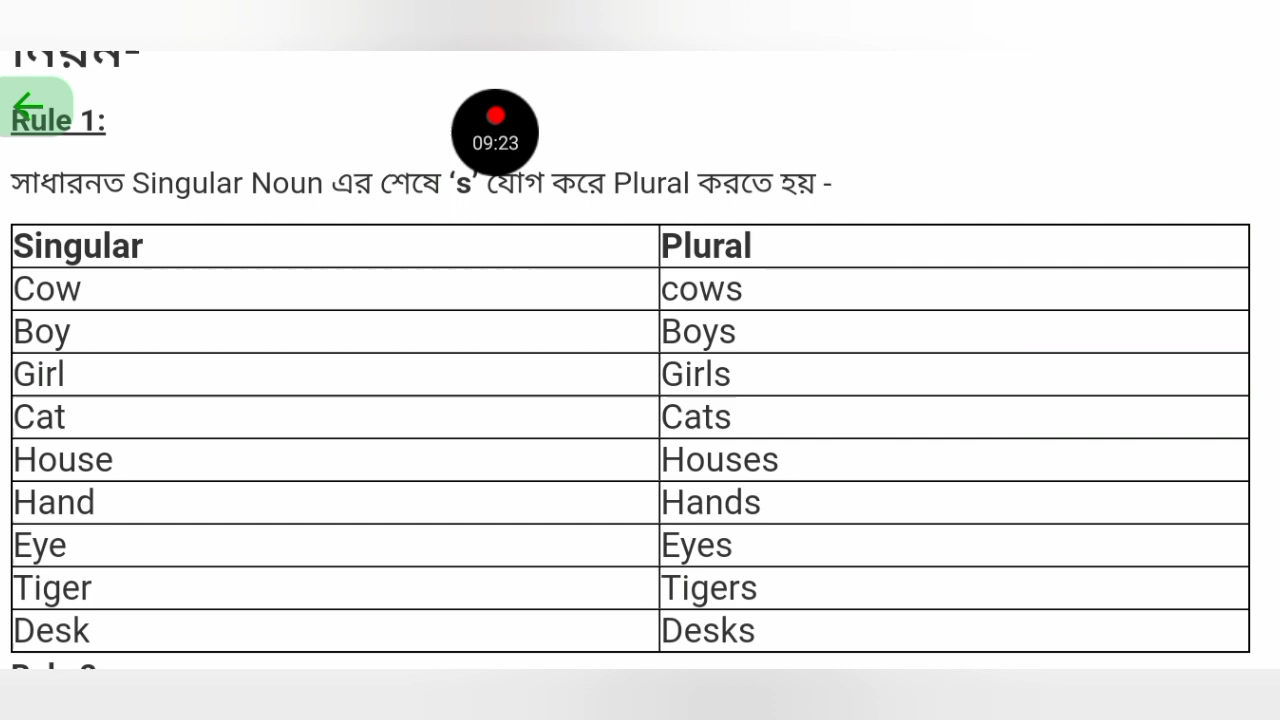 নিয়ম-
Rule 1:
09:23
সাধারনত Singular Noun এর শেষে ‘s’ যোগ করে Plural করতে হয় -
Singular Plural
Cow cows
Boy Boys
Girl Girls
Cat Cats
House Houses
Hand Hands
Eye Eyes
Tiger Tigers
Desk Desks